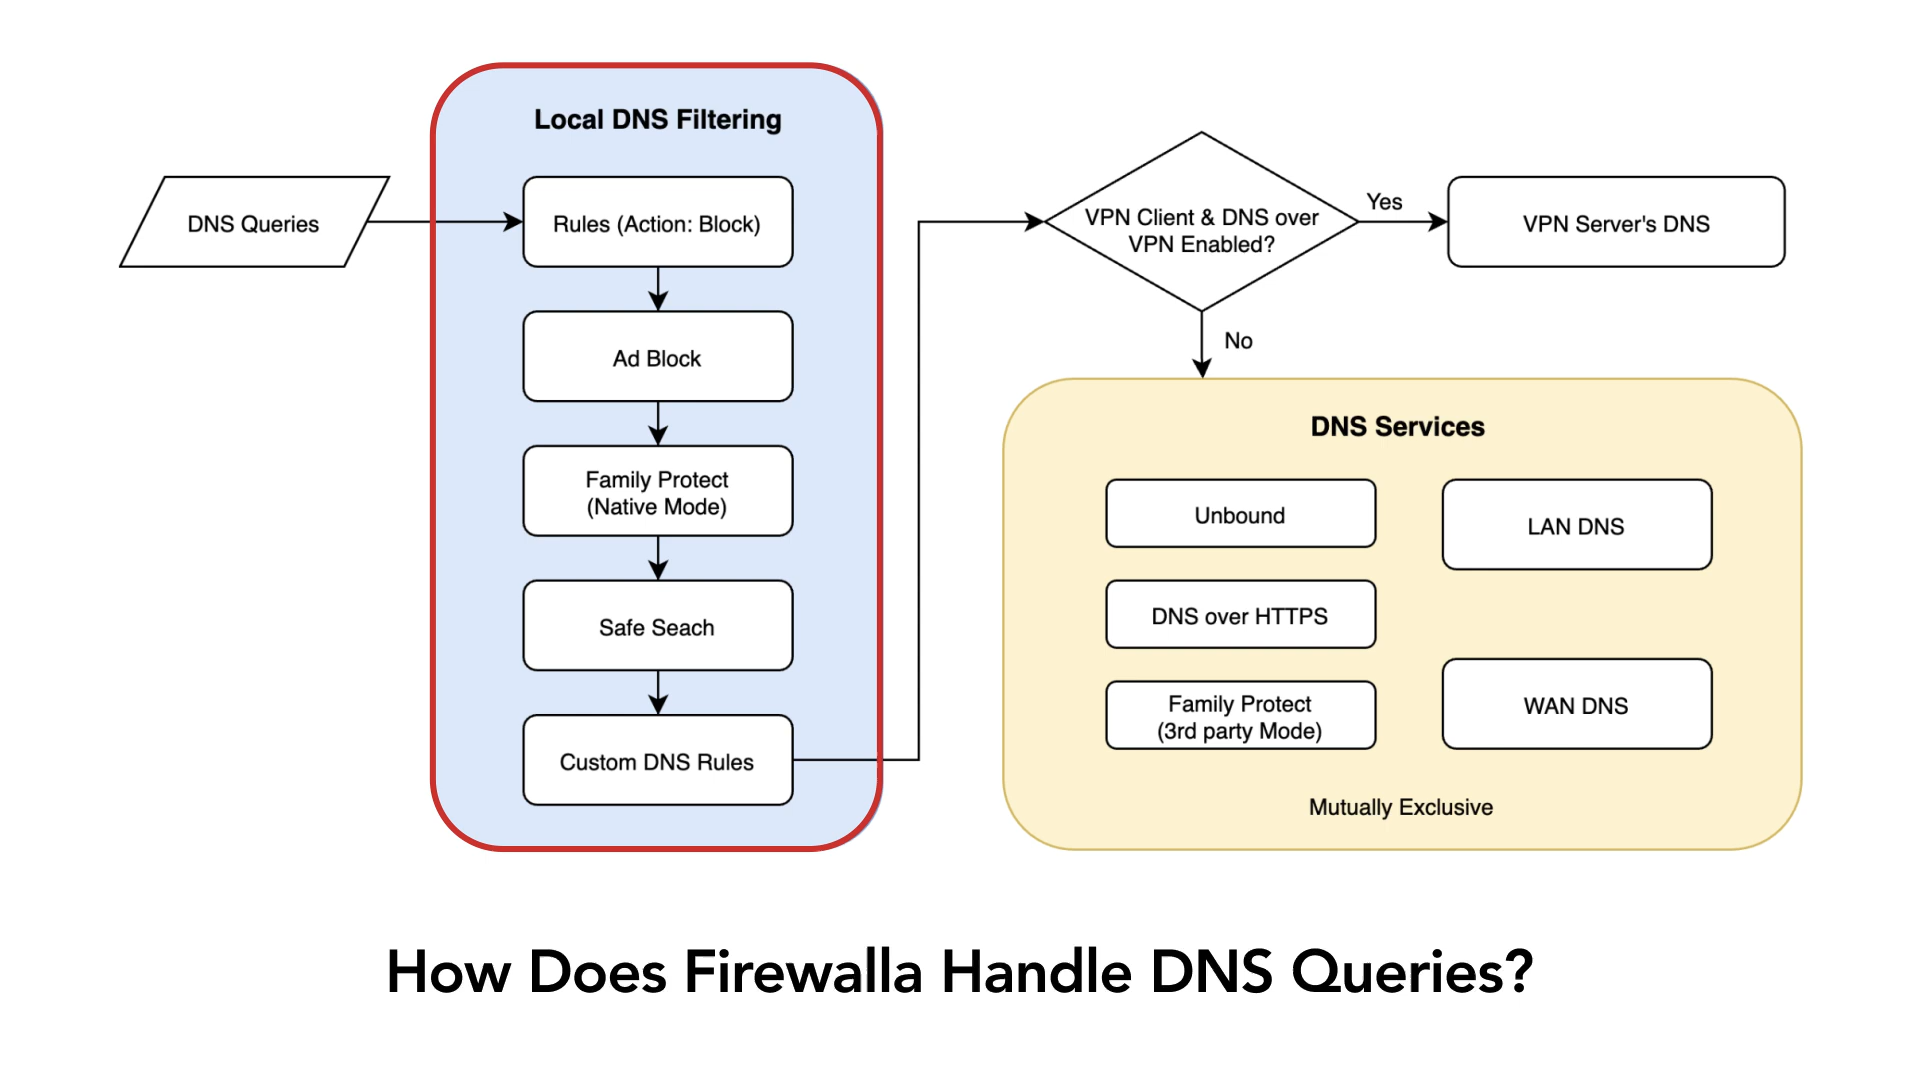 Local DNS Filtering
DNS Queries
Rules (Action: Block)
Ad Block
Family Protect
(Native Mode)
Safe Seach
Custom DNS Rules
VPN Client & DNS over
VPN Enabled?
Yes
VPN Server's DNS
No
DNS Services
Unbound
LAN DNS
DNS over HTTPS
Family Protect
(3rd party Mode)
WAN DNS
Mutually Exclusive
How Does Firewalla Handle DNS Queries?